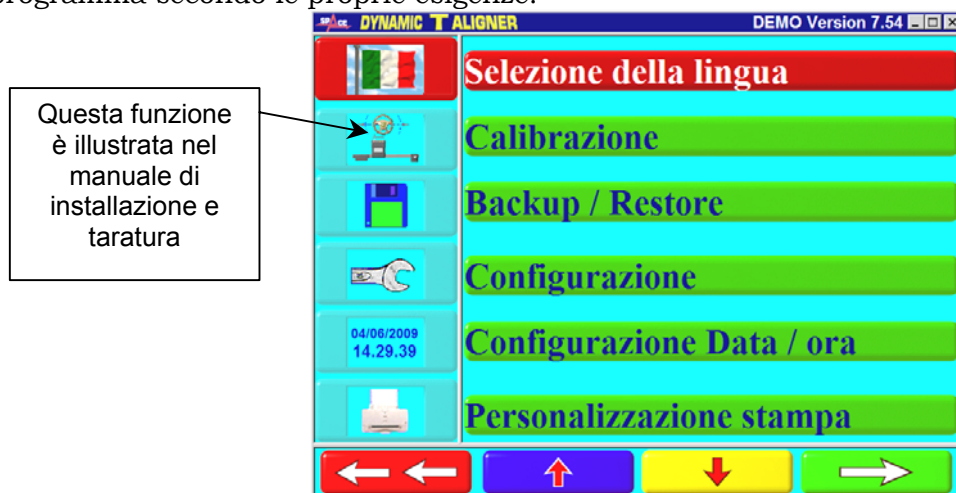 programma secondo le proprie esigenze.
SPACE DYNAMIC T ALIGNER DEMO Version 7.54
Selezione della lingua
Questa funzione
è illustrata nel
manuale di
installazione e
taratura
Calibrazione
Backup / Restore
Configurazione
04/06/2009
14.29.39
Configurazione Data / ora
Personalizzazione stampa